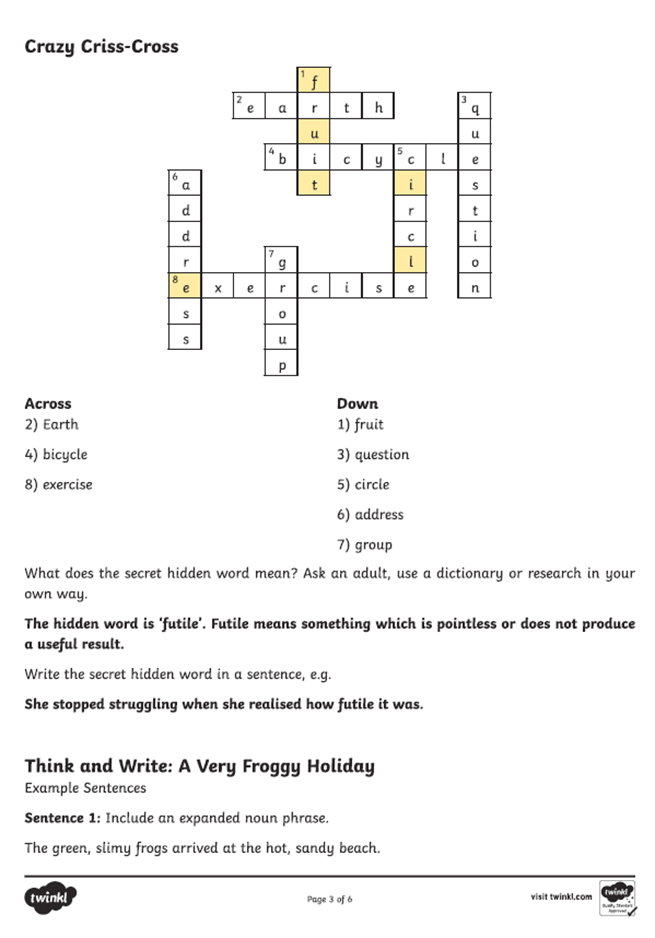 Crazy Criss-Cross
1 f
2 e a r t h
3 q
u
u
4 b i c y 5 c l e
6 a
t
i
s
d
r
t
d
c
i
r
7 g
l
o
8 e x e r c i s e
n
s
o
s
u
p
Across
2) Earth
4) bicycle
8) exercise
Down
1) fruit
3) question
5) circle
6) address
7) group
What does the secret hidden word mean? Ask an adult, use a dictionary or research in your
own way.
The hidden word is ‘futile’. Futile means something which is pointless or does not produce
a useful result.
Write the secret hidden word in a sentence, e.g.
She stopped struggling when she realised how futile it was.
Think and Write: A Very Froggy Holiday
Example Sentences
Sentence 1: Include an expanded noun phrase.
The green, slimy frogs arrived at the hot, sandy beach.
twinkl
Page 3 of 6
visit twinkl.com
twinkl
Quality Standard
Approved